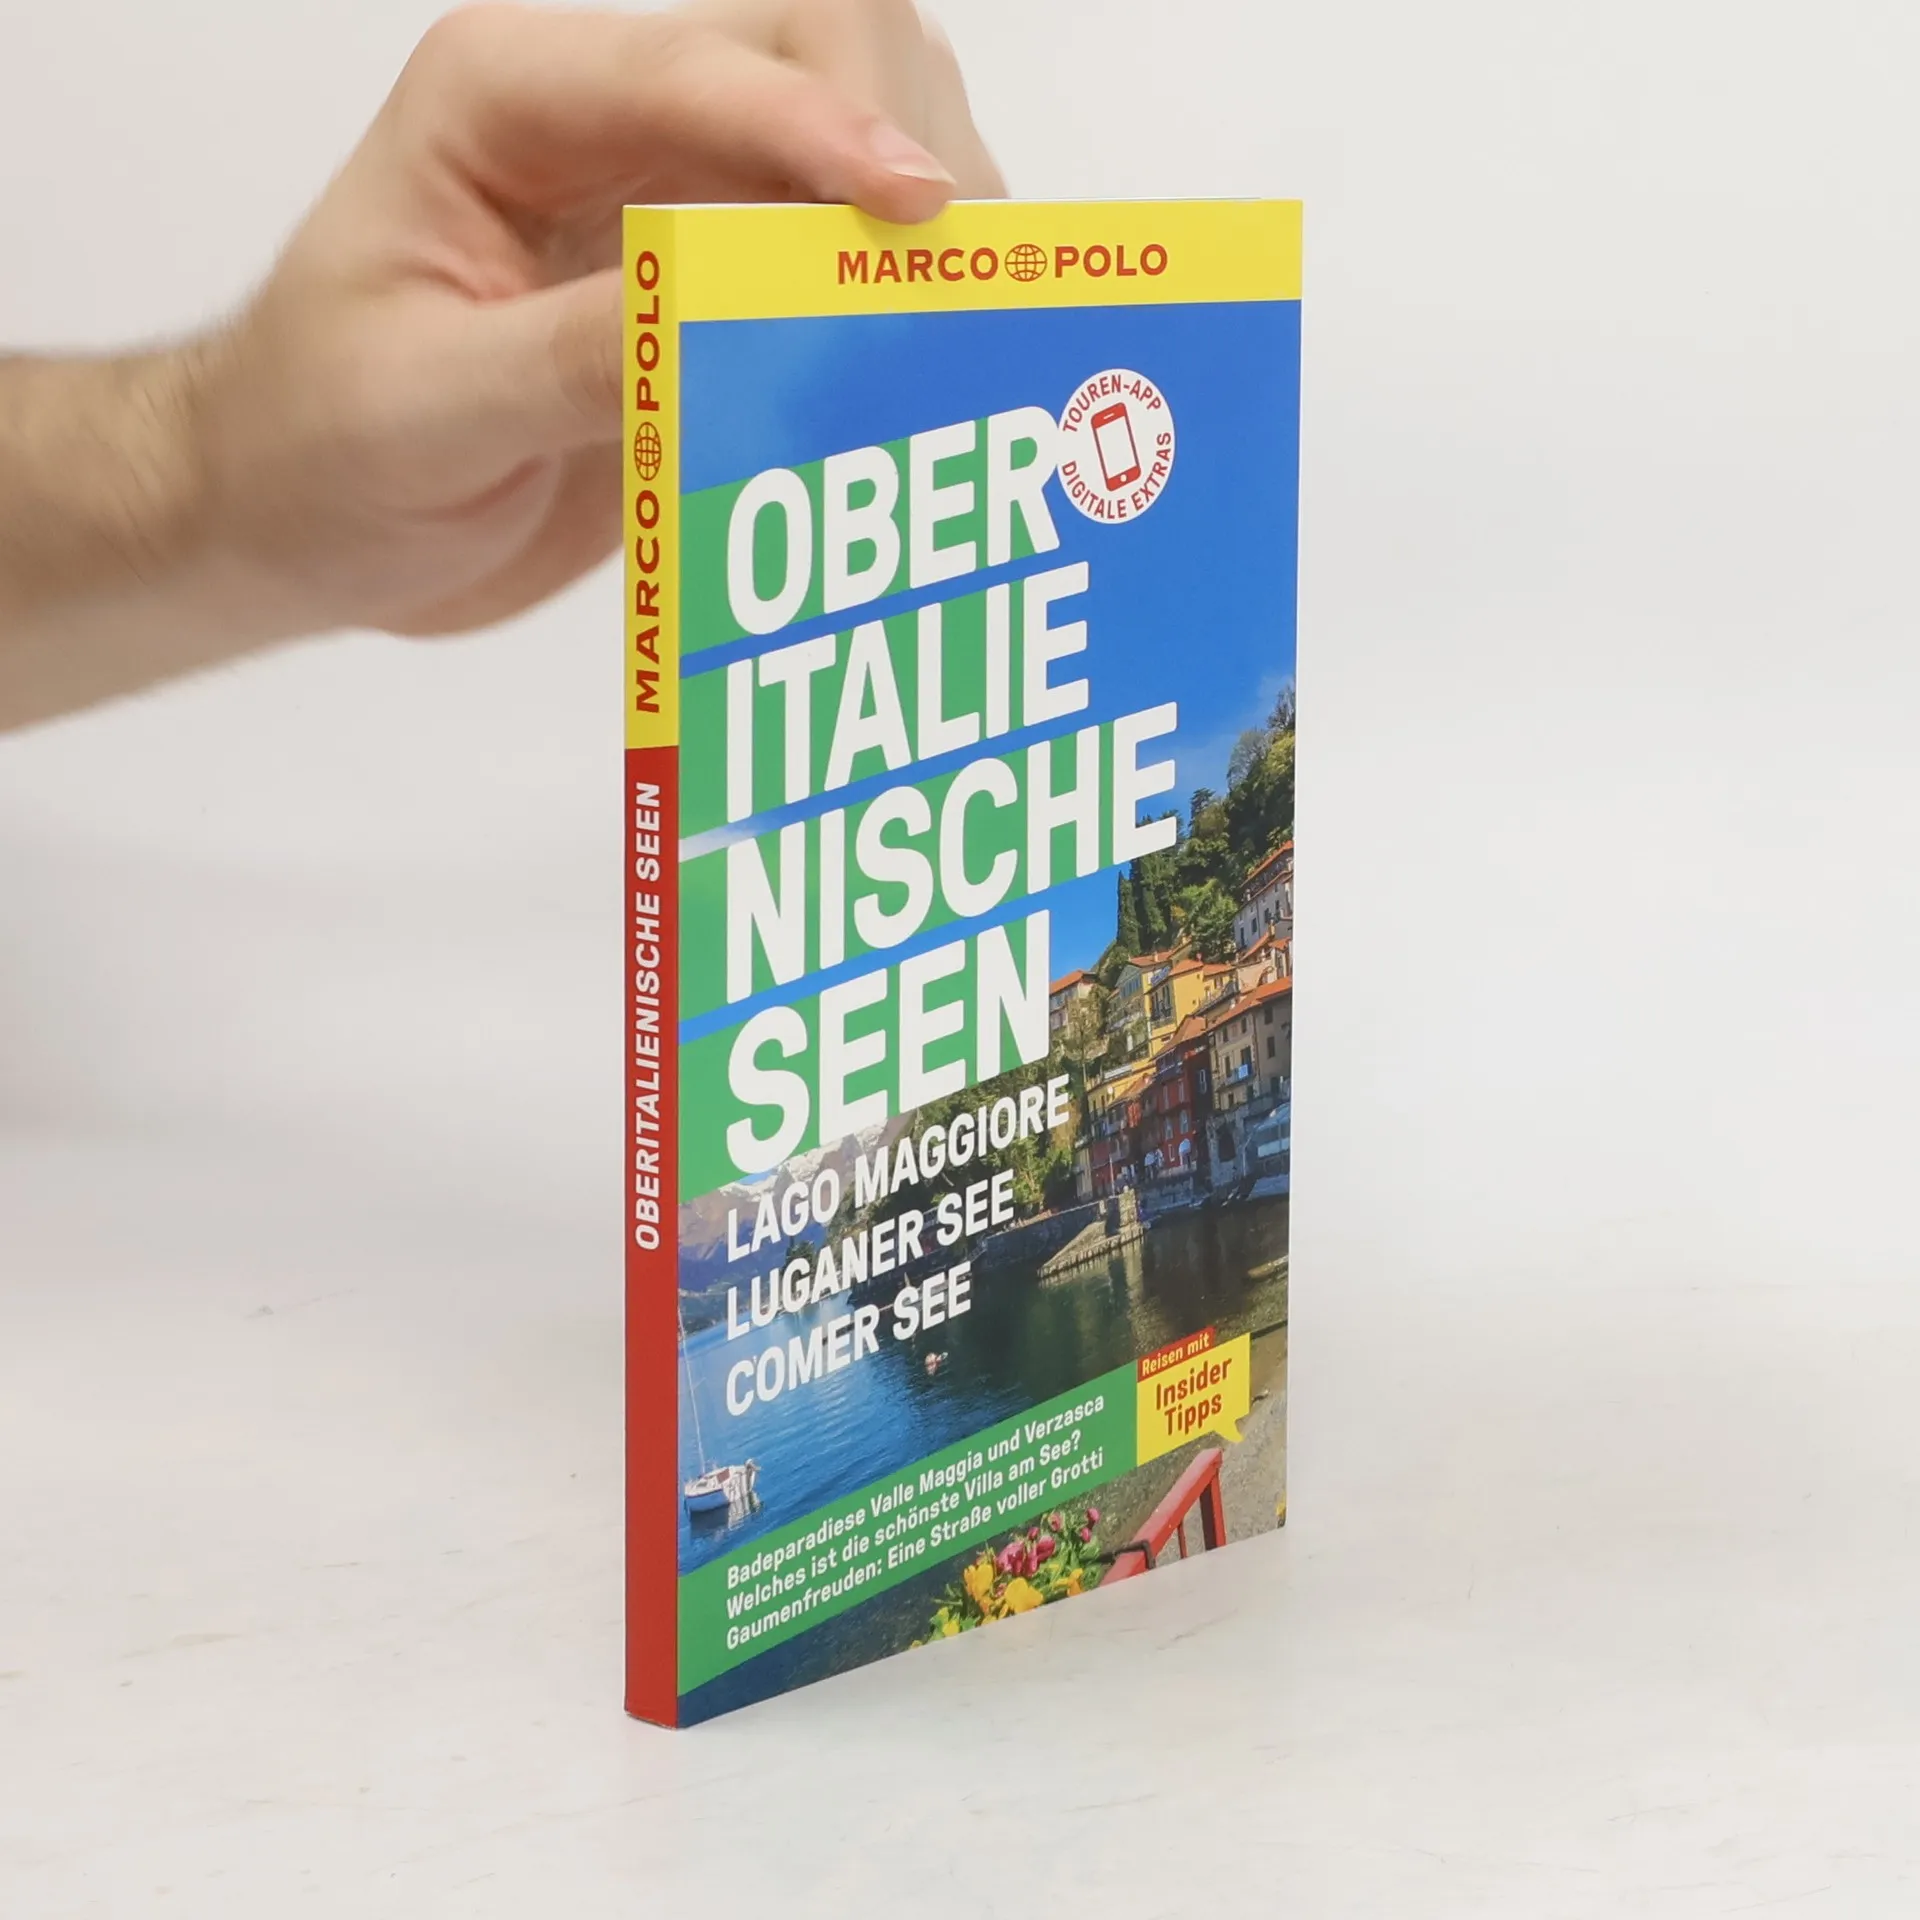 MARCO POLO
OBERITALIENISCHE SEEN
MARCO POLO
TOUREN-APP
DIGITALE EXTRAS
OBER
ITALIE
NISCHE
SEEN
LAGO MAGGIORE
LUGANER SEE
COMER SEE
Reisen mit
Insider
Tipps
Badeparadiese Valle Maggia und Verzasca
Welches ist die schönste Villa am See?
Gaumenfreuden: Eine Straße voller Grotti